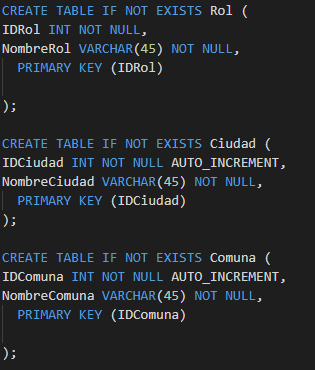 CREATE TABLE IF NOT EXISTS Rol (
IDRol INT NOT NULL,
NombreRol VARCHAR(45) NOT NULL,
PRIMARY KEY (IDRol)
);
CREATE TABLE IF NOT EXISTS Ciudad (
IDCiudad INT NOT NULL AUTO_INCREMENT,
NombreCiudad VARCHAR(45) NOT NULL,
PRIMARY KEY (IDCiudad)
);
CREATE TABLE IF NOT EXISTS Comuna (
IDComuna INT NOT NULL AUTO_INCREMENT,
NombreComuna VARCHAR(45) NOT NULL,
PRIMARY KEY (IDComuna)
);